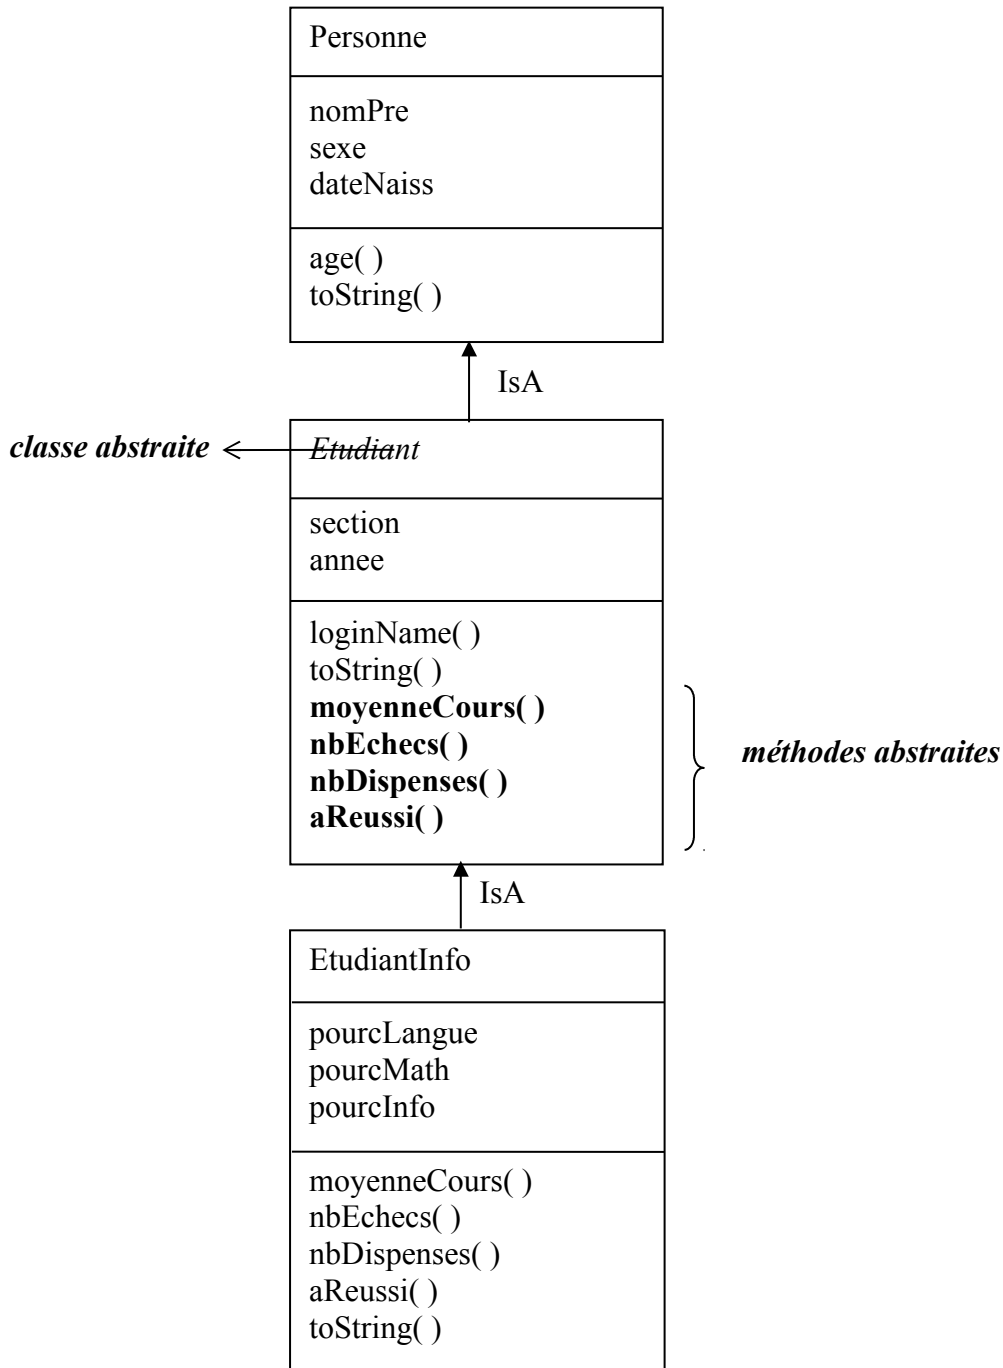 Personne
nomPre
sexe
dateNaiss
age( )
toString( )
IsA
classe abstraite
Etudiant
section
annee
loginName( )
toString( )
moyenneCours( )
nbEchecs( )
nbDispenses( )
aReussi( )
méthodes abstraites
IsA
EtudiantInfo
pourcLangue
pourcMath
pourcInfo
moyenneCours( )
nbEchecs( )
nbDispenses( )
aReussi( )
toString( )